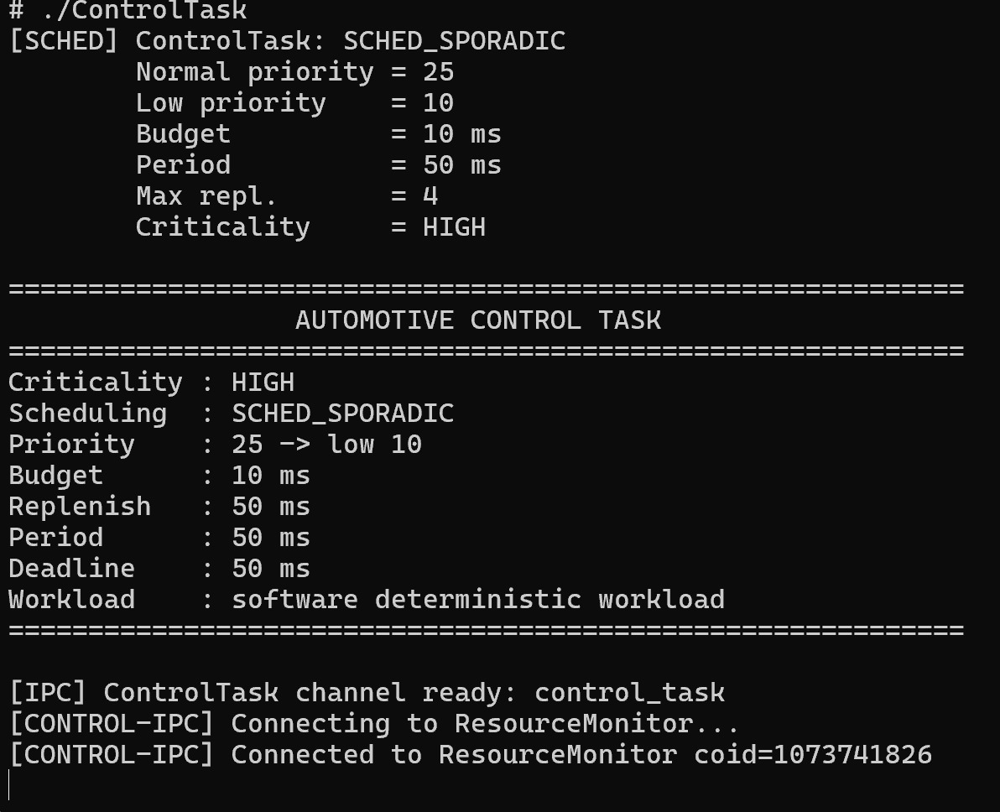 # ./ControlTask
[SCHED] ControlTask: SCHED_SPORADIC
        Normal priority = 25
        Low priority    = 10
        Budget          = 10 ms
        Period          = 50 ms
        Max repl.       = 4
        Criticality     = HIGH

============================================================
                  AUTOMOTIVE CONTROL TASK
============================================================
Criticality : HIGH
Scheduling  : SCHED_SPORADIC
Priority    : 25 -> low 10
Budget      : 10 ms
Replenish   : 50 ms
Period      : 50 ms
Deadline    : 50 ms
Workload    : software deterministic workload
============================================================

[IPC] ControlTask channel ready: control_task
[CONTROL-IPC] Connecting to ResourceMonitor...
[CONTROL-IPC] Connected to ResourceMonitor coid=1073741826